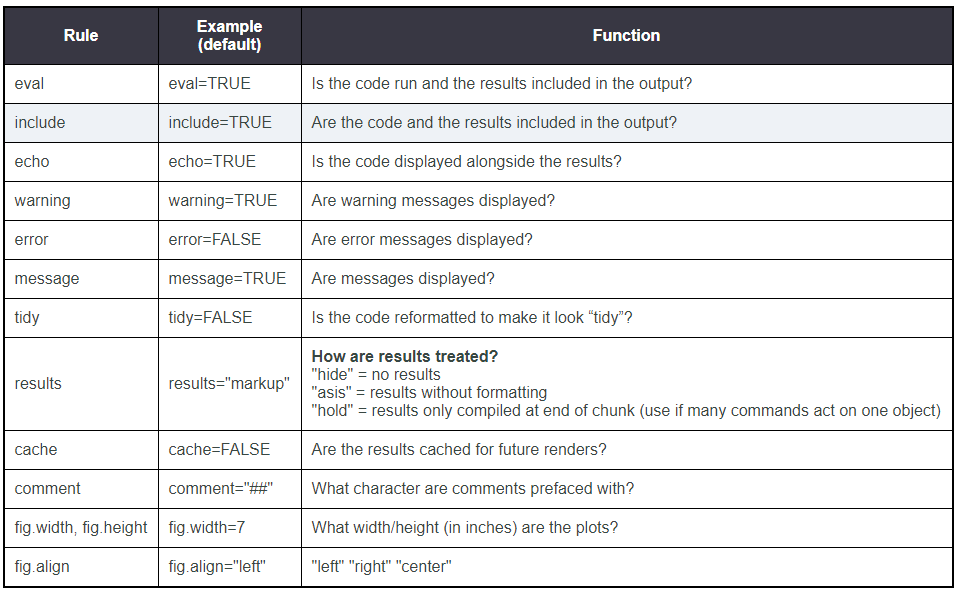 Rule Example (default) Function
eval eval=TRUE Is the code run and the results included in the output?
include include=TRUE Are the code and the results included in the output?
echo echo=TRUE Is the code displayed alongside the results?
warning warning=TRUE Are warning messages displayed?
error error=FALSE Are error messages displayed?
message message=TRUE Are messages displayed?
tidy tidy=FALSE Is the code reformatted to make it look “tidy”?
results results="markup" How are results treated?
"hide" = no results
"asis" = results without formatting
"hold" = results only compiled at end of chunk (use if many commands act on one object)
cache cache=FALSE Are the results cached for future renders?
comment comment="##" What character are comments prefaced with?
fig.width, fig.height fig.width=7 What width/height (in inches) are the plots?
fig.align fig.align="left" "left" "right" "center"